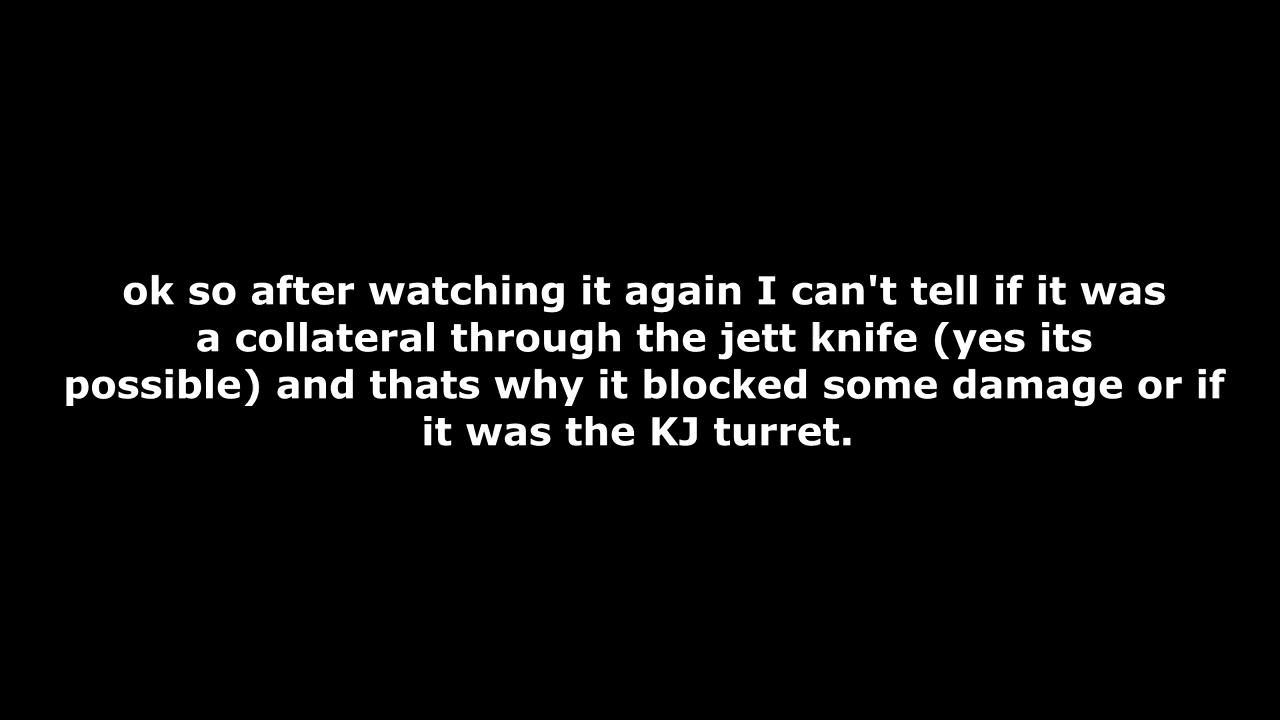 ok so after watching it again I can't tell if it was
a collateral through the jett knife (yes its
possible) and thats why it blocked some damage or if
it was the KJ turret.